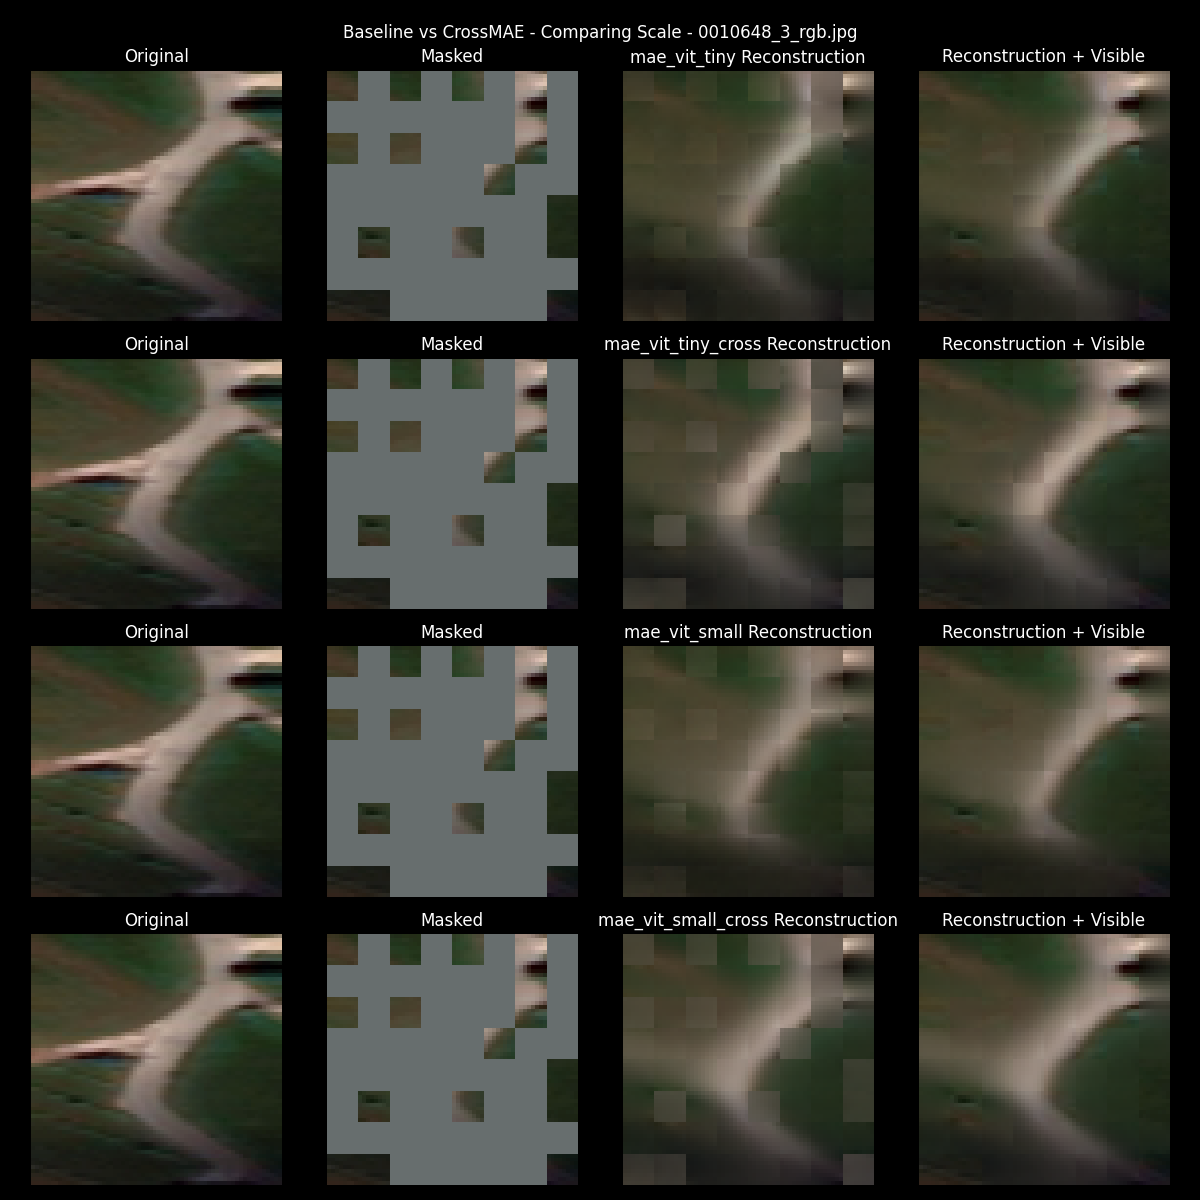 Baseline vs CrossMAE - Comparing Scale - 0010648_3_rgb.jpg
Original Masked mae_vit_tiny Reconstruction Reconstruction + Visible
Original Masked mae_vit_tiny_cross Reconstruction Reconstruction + Visible
Original Masked mae_vit_small Reconstruction Reconstruction + Visible
Original Masked mae_vit_small_cross Reconstruction Reconstruction + Visible